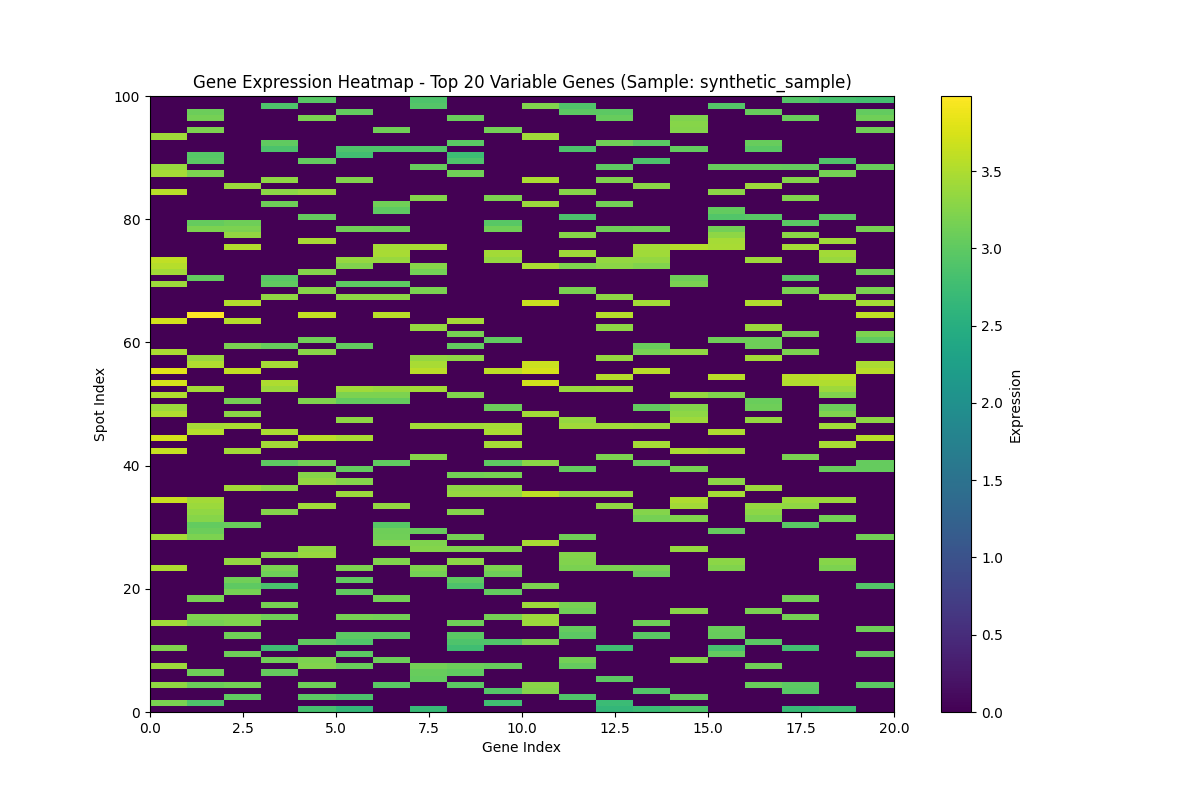 Gene Expression Heatmap - Top 20 Variable Genes (Sample: synthetic_sample)
100
80
60
40
20
0
Spot Index
0.0 2.5 5.0 7.5 10.0 12.5 15.0 17.5 20.0
Gene Index
3.5
3.0
2.5
2.0
1.5
1.0
0.5
0.0
Expression